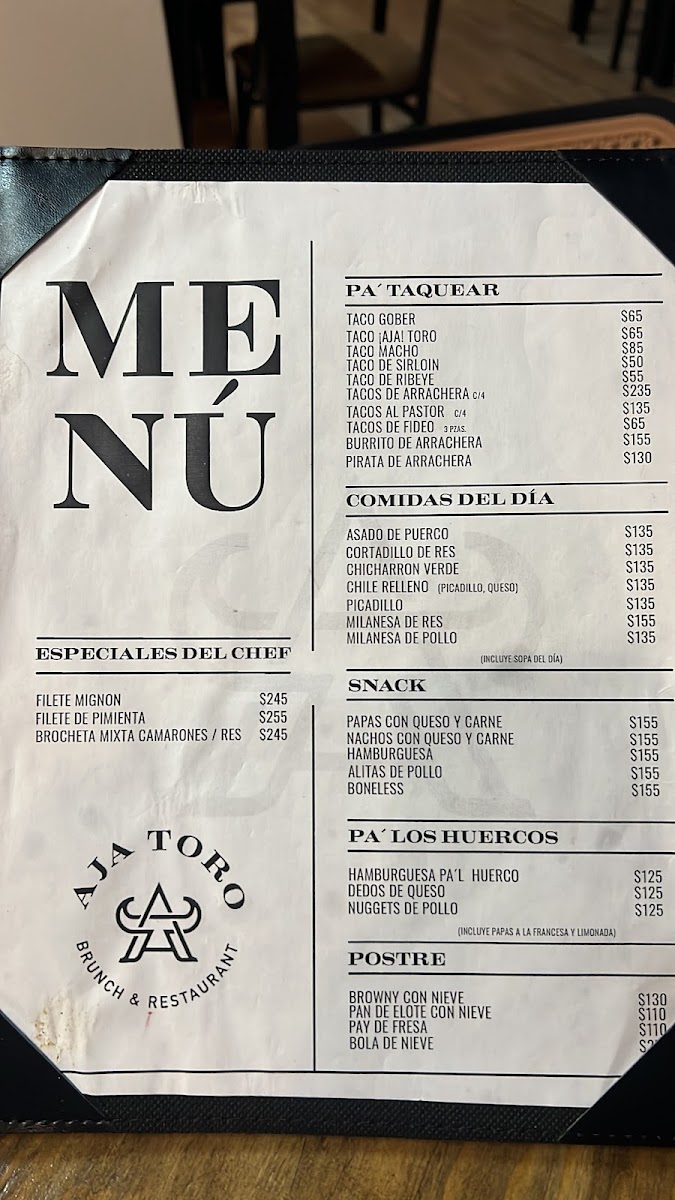 MENÚ
ESPECIALES DEL CHEF
FILETE MIGNON $245
FILETE DE PIMIENTA $255
BROCHETA MIXTA CAMARONES / RES $245
AJA TORO
BRUNCH & RESTAURANT
PA´ TAQUEAR
TACO GOBER $65
TACO ¡AJA! TORO $65
TACO MACHO $85
TACO DE SIRLOIN $50
TACO DE RIBEYE $55
TACOS DE ARRACHERA C/4 $235
TACOS AL PASTOR C/4 $135
TACOS DE FIDEO 3 PZAS. $65
BURRITO DE ARRACHERA $155
PIRATA DE ARRACHERA $130
COMIDAS DEL DÍA
ASADO DE PUERCO $135
CORTADILLO DE RES $135
CHICHARRON VERDE $135
CHILE RELLENO (PICADILLO, QUESO) $135
PICADILLO $135
MILANESA DE RES $155
MILANESA DE POLLO $135
(INCLUYE SOPA DEL DÍA)
SNACK
PAPAS CON QUESO Y CARNE $155
NACHOS CON QUESO Y CARNE $155
HAMBURGUESA $155
ALITAS DE POLLO $155
BONELESS $155
PA´ LOS HUERCOS
HAMBURGUESA PA´L HUERCO $125
DEDOS DE QUESO $125
NUGGETS DE POLLO $125
(INCLUYE PAPAS A LA FRANCESA Y LIMONADA)
POSTRE
BROWNY CON NIEVE $130
PAN DE ELOTE CON NIEVE $110
PAY DE FRESA $110
BOLA DE NIEVE